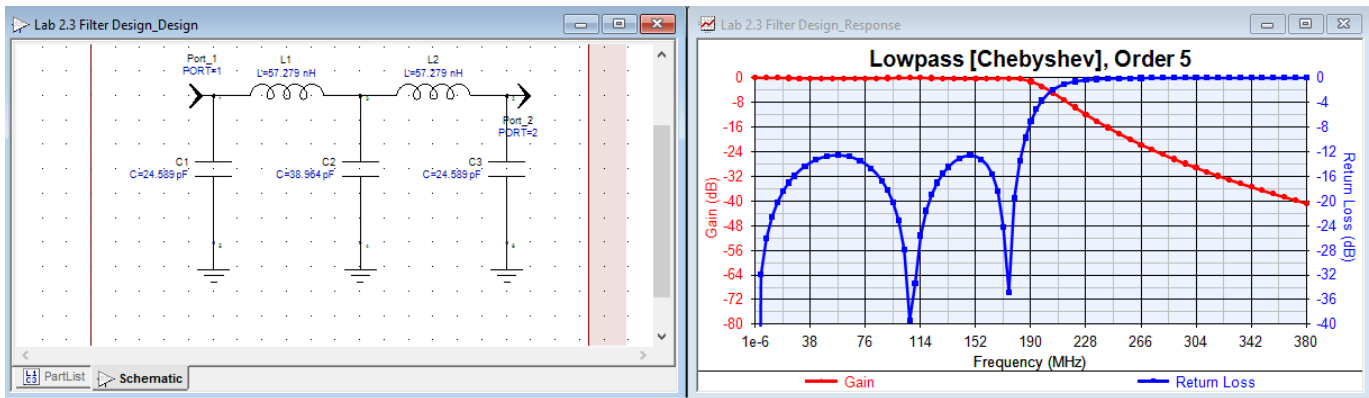 Lab 2.3 Filter Design_Design
Port_1
PORT=1
L1
L=57.279 nH
L2
L=57.279 nH
1
3
2
Port_2
PORT=2
C1
C=24.589 pF
C2
C=38.964 pF
C3
C=24.589 pF
PartList
Schematic
Lab 2.3 Filter Design_Response
Lowpass [Chebyshev], Order 5
Gain (dB)
0
-8
-16
-24
-32
-40
-48
-56
-64
-72
-80
0
-4
-8
-12
-16
-20
-24
-28
-32
-36
-40
Return Loss (dB)
1e-6 38 76 114 152 190 228 266 304 342 380
Frequency (MHz)
Gain Return Loss